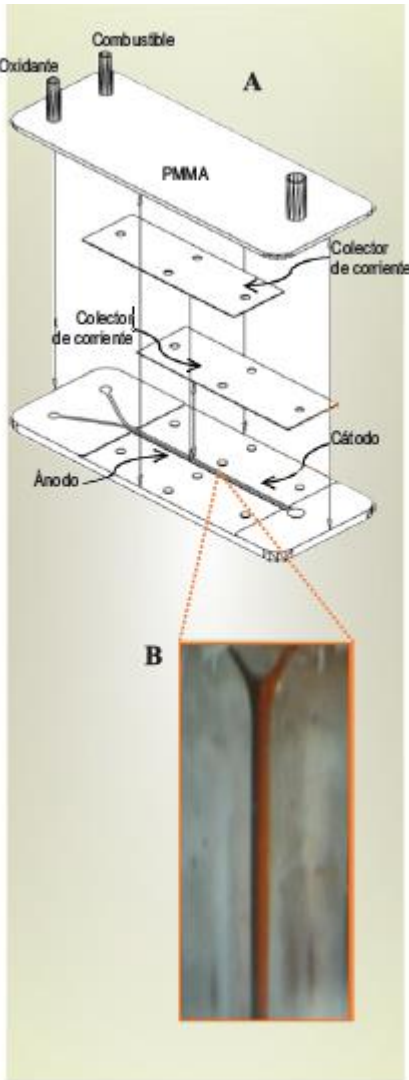 Combustible
Oxidante
A
PMMA
Colector
de corriente
Colector
de corriente
Cátodo
Ánodo
B